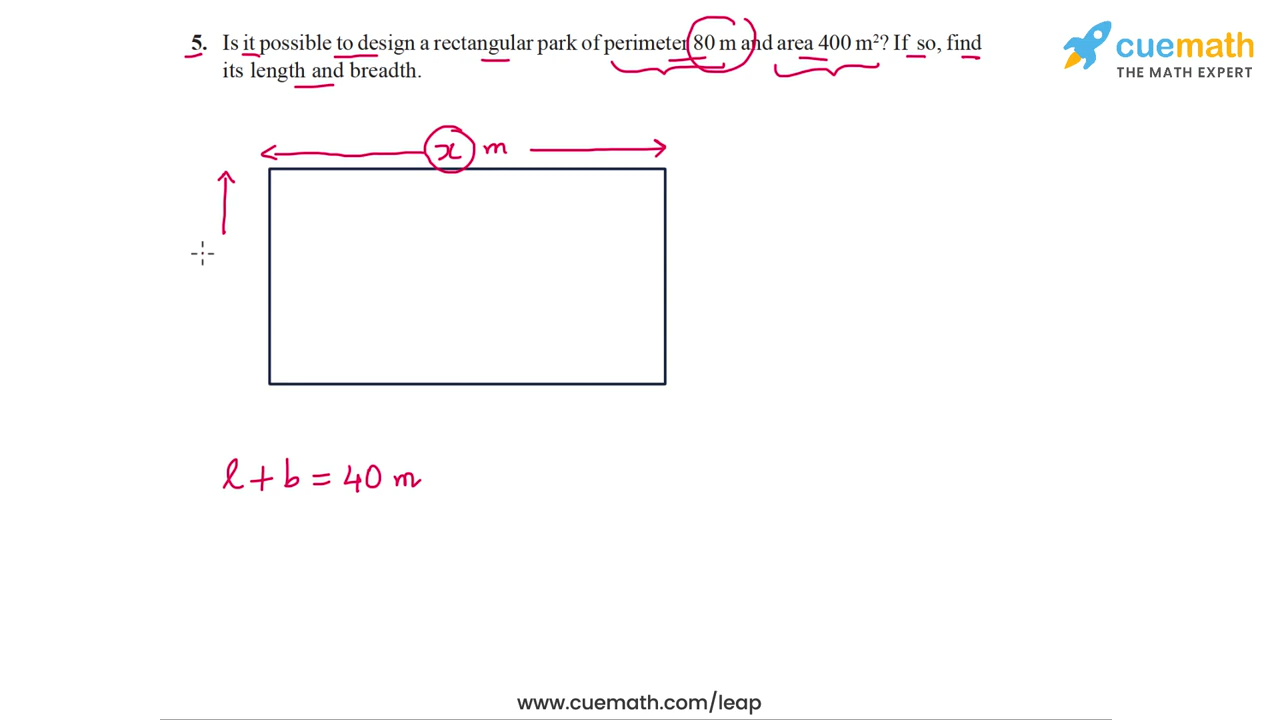 5. Is it possible to design a rectangular park of perimeter 80 m and area 400 m²? If so, find
its length and breadth.
cuemath
THE MATH EXPERT
x m
l + b = 40 m
www.cuemath.com/leap